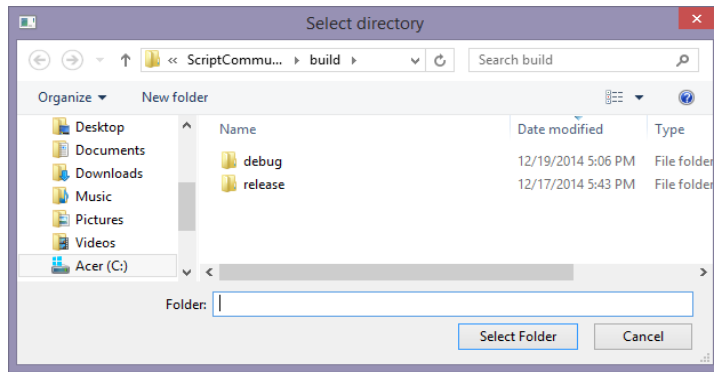 Select directory
« ScriptCommu... build
Search build
Organize
New folder
Desktop
Documents
Downloads
Music
Pictures
Videos
Acer (C:)
Name Date modified Type
debug 12/19/2014 5:06 PM File folder
release 12/17/2014 5:43 PM File folder
Folder:
Select Folder Cancel